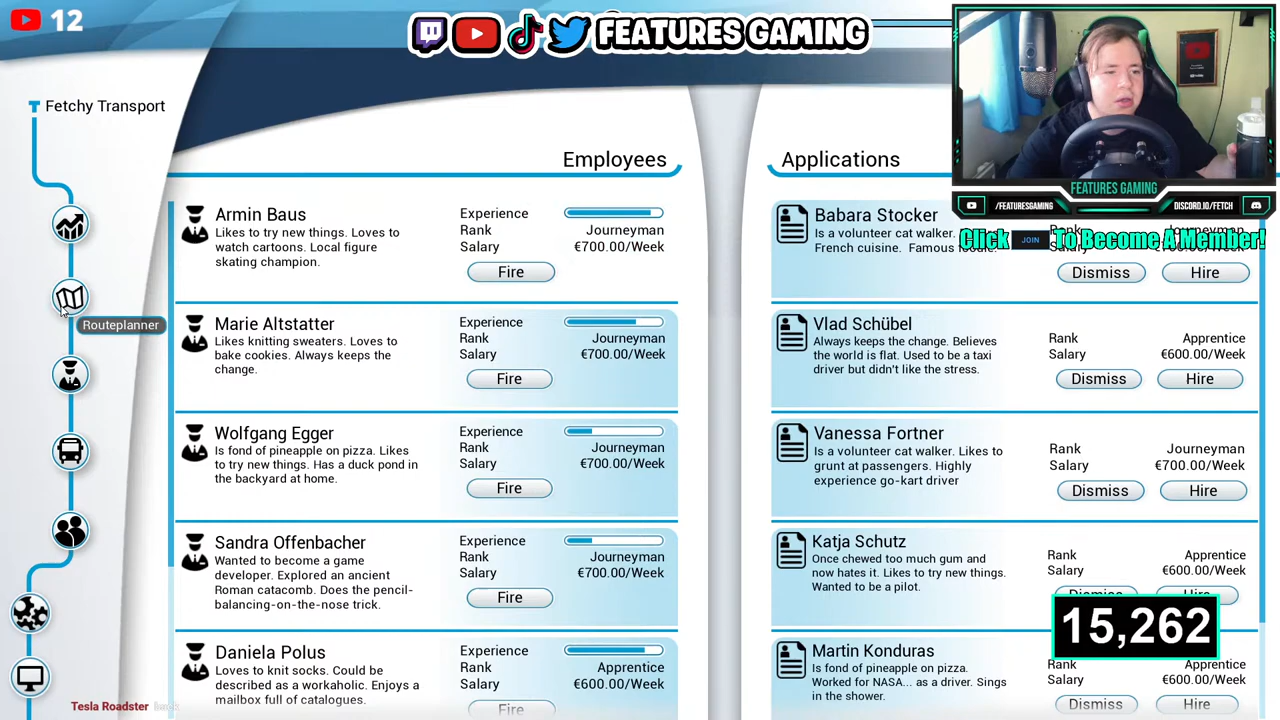 12
FEATURES GAMING
Fetchy Transport
Routeplanner
Employees
Armin Baus
Likes to try new things. Loves to
watch cartoons. Local figure
skating champion.
Experience
Rank Journeyman
Salary €700.00/Week
Fire
Marie Altstatter
Likes knitting sweaters. Loves to
bake cookies. Always keeps the
change.
Experience
Rank Journeyman
Salary €700.00/Week
Fire
Wolfgang Egger
Is fond of pineapple on pizza. Likes
to try new things. Has a duck pond in
the backyard at home.
Experience
Rank Journeyman
Salary €700.00/Week
Fire
Sandra Offenbacher
Wanted to become a game
developer. Explored an ancient
Roman catacomb. Does the pencil-
balancing-on-the-nose trick.
Experience
Rank Journeyman
Salary €700.00/Week
Fire
Daniela Polus
Loves to knit socks. Could be
described as a workaholic. Enjoys a
mailbox full of catalogues.
Experience
Rank Apprentice
Salary €600.00/Week
Fire
Applications
Babara Stocker
Is a volunteer cat walker.
French cuisine. Famous foodie.
Dismiss Hire
Vlad Schübel
Always keeps the change. Believes
the world is flat. Used to be a taxi
driver but didn't like the stress.
Rank Apprentice
Salary €600.00/Week
Dismiss Hire
Vanessa Fortner
Is a volunteer cat walker. Likes to
grunt at passengers. Highly
experience go-kart driver
Rank Journeyman
Salary €700.00/Week
Dismiss Hire
Katja Schutz
Once chewed too much gum and
now hates it. Likes to try new things.
Wanted to be a pilot.
Rank Apprentice
Salary €600.00/Week
Dismiss Hire
Martin Konduras
Is fond of pineapple on pizza.
Worked for NASA... as a driver. Sings
in the shower.
Rank Apprentice
Salary €600.00/Week
Dismiss Hire
FEATURES GAMING
/FEATURESGAMING
DISCORD.IO/FETCH
Click JOIN To Become A Member!
15,262
Tesla Roadster back